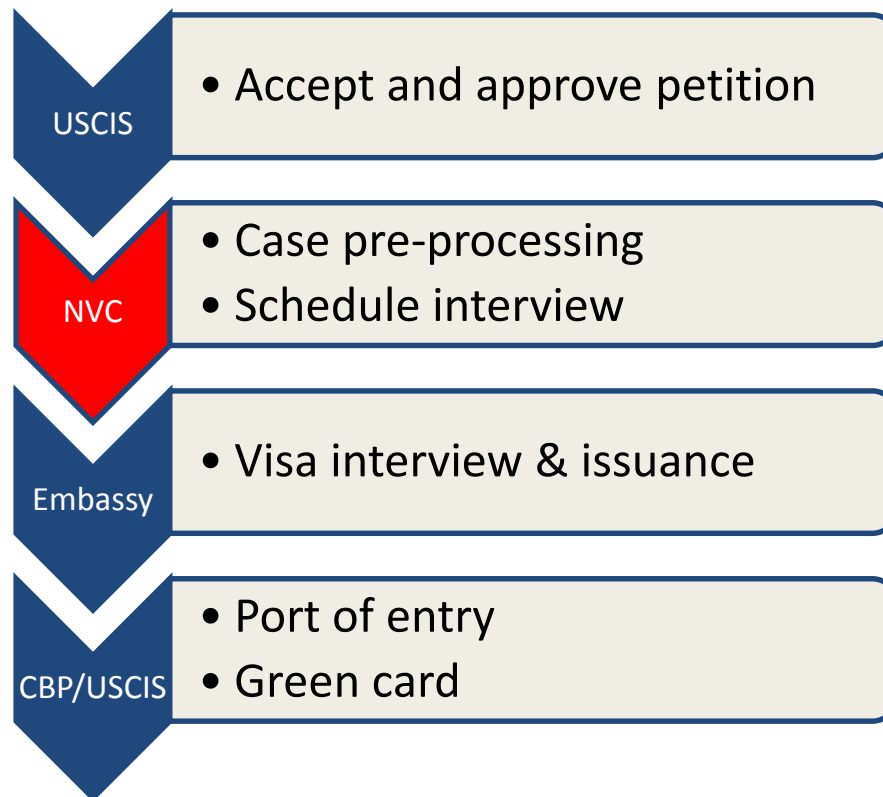 USCIS
• Accept and approve petition
NVC
• Case pre-processing
• Schedule interview
Embassy
• Visa interview & issuance
CBP/USCIS
• Port of entry
• Green card